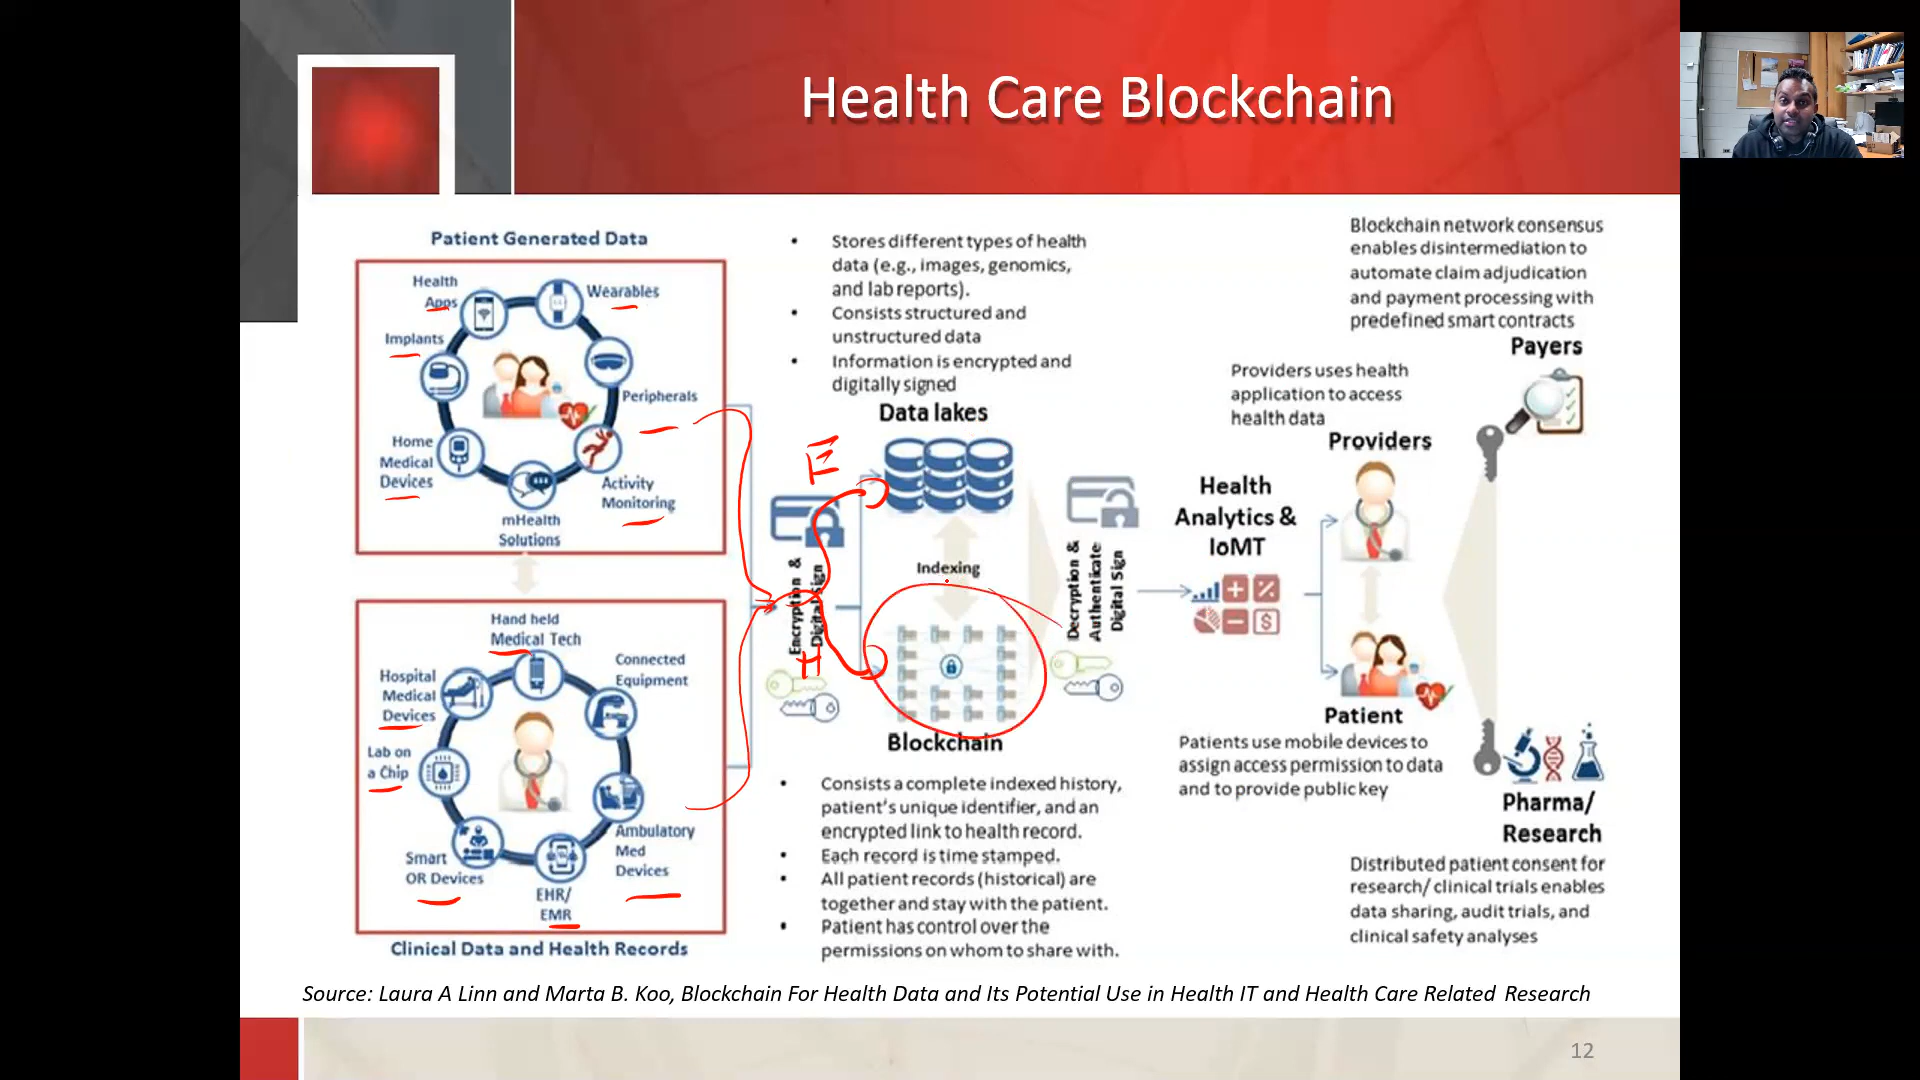 Health Care Blockchain
Patient Generated Data
Health
Apps
Wearables
Implants
Peripherals
Home
Medical
Devices
Activity
Monitoring
mHealth
Solutions
Hand held
Medical Tech
Connected
Equipment
Hospital
Medical
Devices
Lab on
a Chip
Smart
OR Devices
EHR/
EMR
Ambulatory
Med
Devices
Clinical Data and Health Records
E
Encryption &
Digital Sign
H
• Stores different types of health
data (e.g., images, genomics,
and lab reports).
• Consists structured and
unstructured data
• Information is encrypted and
digitally signed
Data lakes
Indexing
Blockchain
• Consists a complete indexed history,
patient's unique identifier, and an
encrypted link to health record.
• Each record is time stamped.
• All patient records (historical) are
together and stay with the patient.
• Patient has control over the
permissions on whom to share with.
Decryption &
Authenticate
Digital Sign
Health
Analytics &
IoMT
Providers uses health
application to access
health data
Providers
Patient
Patients use mobile devices to
assign access permission to data
and to provide public key
Blockchain network consensus
enables disintermediation to
automate claim adjudication
and payment processing with
predefined smart contracts
Payers
Pharma/
Research
Distributed patient consent for
research/ clinical trials enables
data sharing, audit trials, and
clinical safety analyses
Source: Laura A Linn and Marta B. Koo, Blockchain For Health Data and Its Potential Use in Health IT and Health Care Related Research
12